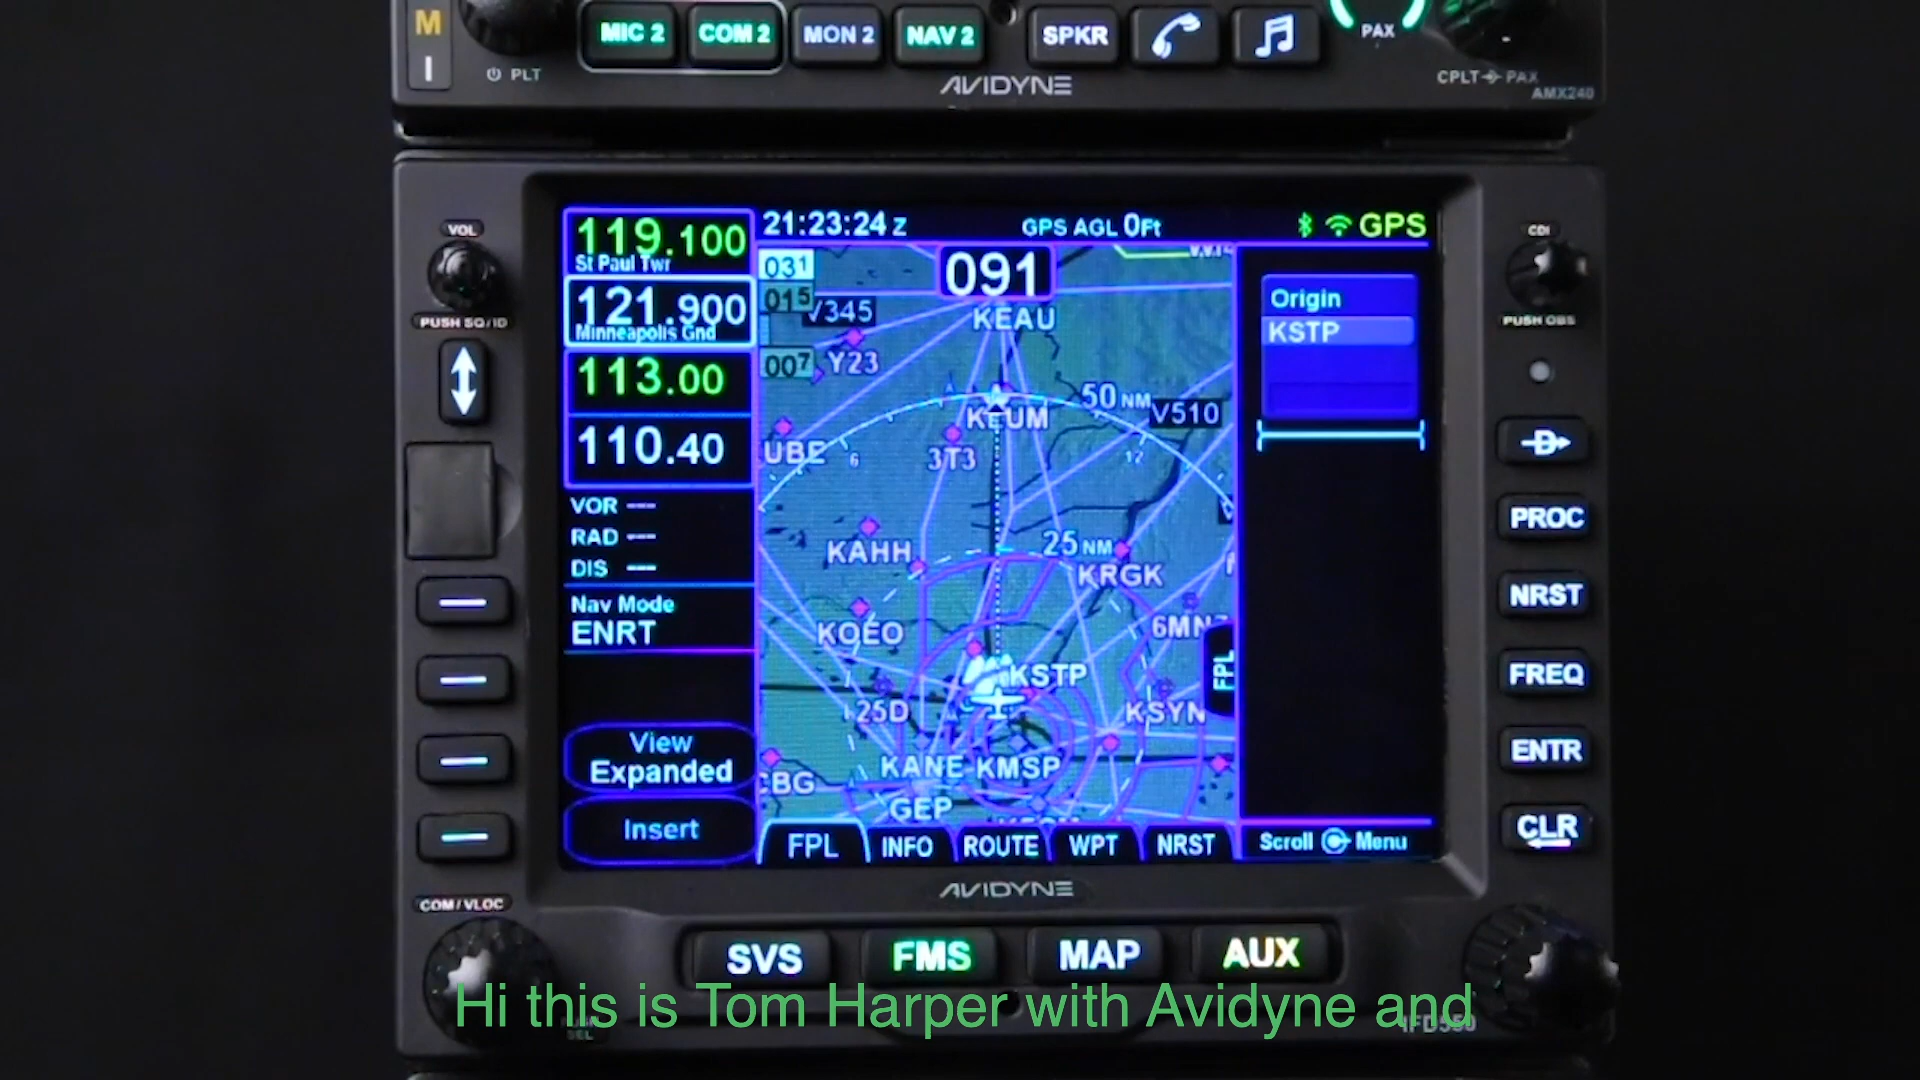 M
I
PLT
MIC 2
COM 2
MON 2
NAV 2
SPKR
PAX
CPLT PAX
AVIDYNE
AMX240
VOL
PUSH SQ/ID
119.100
St Paul Twr
121.900
Minneapolis Gnd
113.00
110.40
VOR ---
RAD ---
DIS ---
Nav Mode
ENRT
View
Expanded
Insert
21:23:24 Z
GPS AGL 0Ft
GPS
031
015
007
091
V345
KEAU
Y23
50 NM
V510
KEUM
UBE
6
3T3
12
25 NM
KAHH
KRGK
KOEO
6MN
KSTP
FPL
25D
KSYN
KANE KMSP
CBG
GEP
FPL
INFO
ROUTE
WPT
NRST
Origin
KSTP
Scroll Menu
CDI
PUSH OBS
D
PROC
NRST
FREQ
ENTR
CLR
AVIDYNE
COM/VLOC
SVS
FMS
MAP
AUX
IFD550
Hi this is Tom Harper with Avidyne and